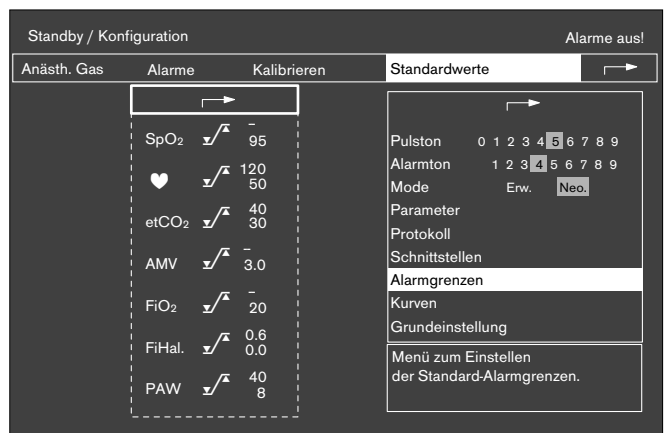 Standby / Konfiguration
Alarme aus!
Anästh. Gas Alarme Kalibrieren Standardwerte
SpO₂ – 95
120 50
etCO₂ 40 30
AMV – 3.0
FiO₂ – 20
FiHal. 0.6 0.0
PAW 40 8
Pulston 0 1 2 3 4 5 6 7 8 9
Alarmton 1 2 3 4 5 6 7 8 9
Mode Erw. Neo.
Parameter
Protokoll
Schnittstellen
Alarmgrenzen
Kurven
Grundeinstellung
Menü zum Einstellen
der Standard-Alarmgrenzen.